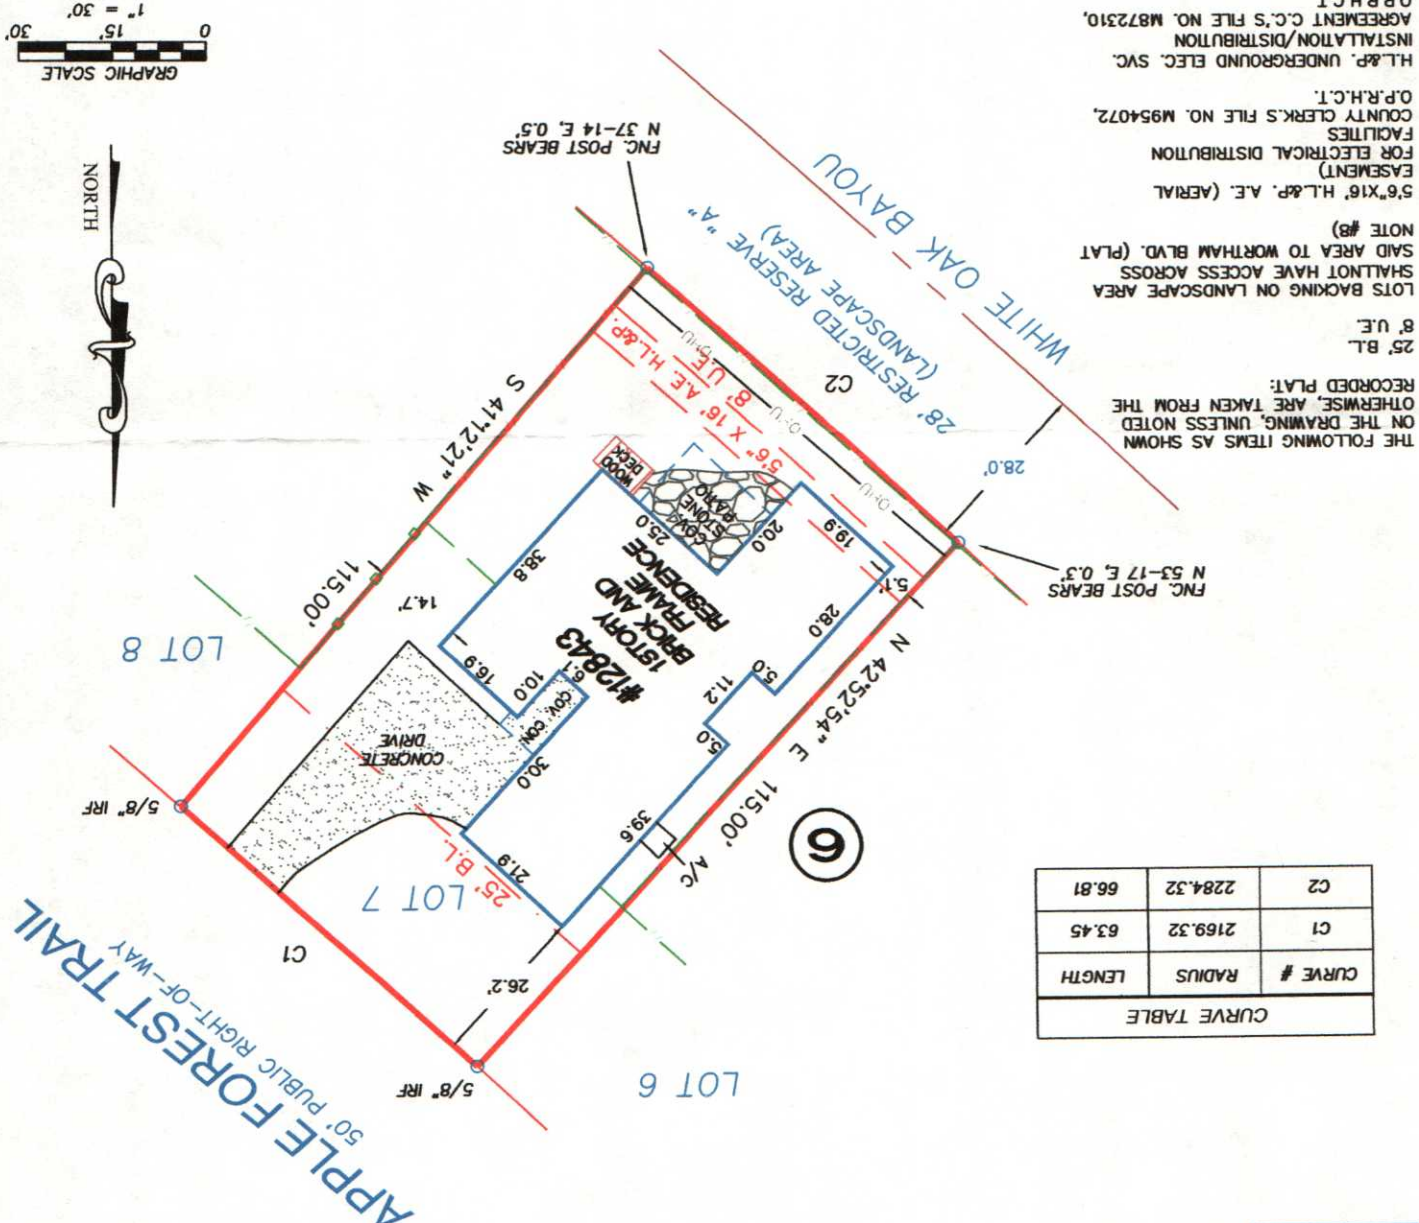 LOT 6
5/8" IRF
APPLE FOREST TRAIL
50' PUBLIC RIGHT-OF-WAY
CURVE TABLE
CURVE # RADIUS LENGTH
C1 2169.32 63.45
C2 2284.32 66.81
26.2'
C1
LOT 7
25' B.L.
21.9
A/C
39.6
30.0
5/8" IRF
CONCRETE
DRIVE
COV. CON.
N 42°52'54" E 115.00'
5.0
11.2
5.0
28.0
5.1'
16.9
10.0
6.1
#12843
1STORY
BRICK AND
FRAME
RESIDENCE
LOT 8
14.7'
38.8
115.00'
S 41°12'21" W
FNC. POST BEARS
N 53-17 E, 0.3'
19.9
20.0
25.0
COV.
STONE
PATIO
WOOD
DECK
28.0'
OHU
OHU
OHU
5'6" X 16' A.E. H.L.&P.
8' U.E.
C2
28' RESTRICTED RESERVE "A"
(LANDSCAPE AREA)
WHITE OAK BAYOU
THE FOLLOWING ITEMS AS SHOWN
ON THE DRAWING, UNLESS NOTED
OTHERWISE, ARE TAKEN FROM THE
RECORDED PLAT:
25' B.L.
8' U.E.
LOTS BACKING ON LANDSCAPE AREA
SHALLNOT HAVE ACCESS ACROSS
SAID AREA TO WORTHAM BLVD. (PLAT
NOTE #8)
5'6"X16' H.L.&P. A.E. (AERIAL
EASEMENT)
FOR ELECTRICAL DISTRIBUTION
FACILITIES
COUNTY CLERK'S FILE NO. M954072,
O.P.R.H.C.T.
H.L.&P. UNDERGROUND ELEC. SVC.
INSTALLATION/DISTRIBUTION
AGREEMENT C.C.'S FILE NO. M872310,
O.P.R.H.C.T.
FNC. POST BEARS
N 37-14 E, 0.5'
NORTH
GRAPHIC SCALE
0 15' 30'
1" = 30'